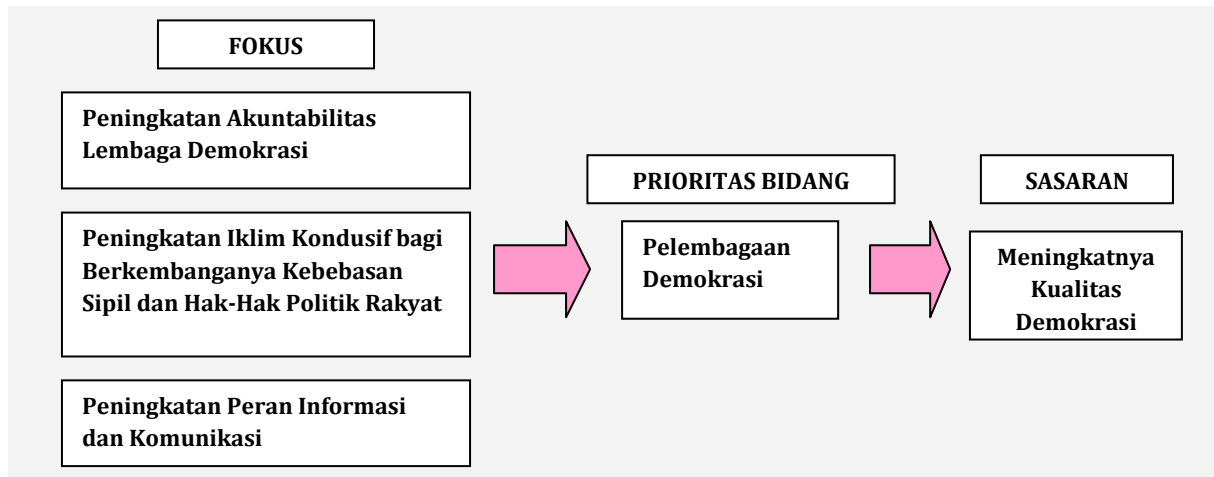 FOKUS
Peningkatan Akuntabilitas
Lembaga Demokrasi
Peningkatan Iklim Kondusif bagi
Berkembanganya Kebebasan
Sipil dan Hak-Hak Politik Rakyat
Peningkatan Peran Informasi
dan Komunikasi
PRIORITAS BIDANG
Pelembagaan
Demokrasi
SASARAN
Meningkatnya
Kualitas
Demokrasi